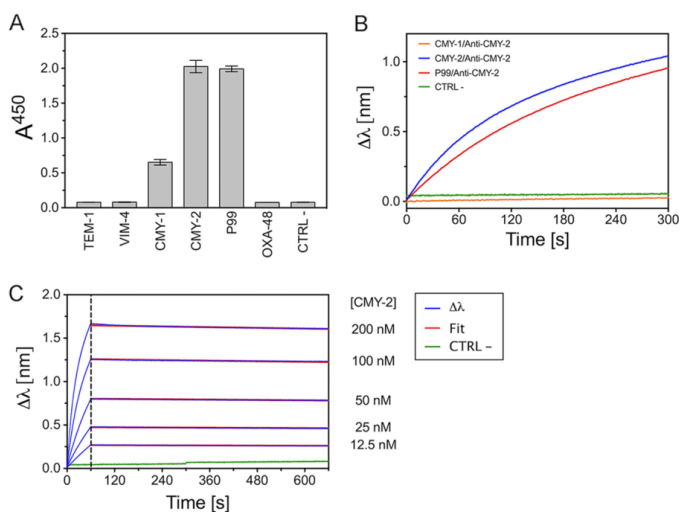 A
A450
2.5
2.0
1.5
1.0
0.5
0.0
TEM-1
VIM-4
CMY-1
CMY-2
P99
OXA-48
CTRL -
B
Δλ [nm]
1.0
0.5
0.0
CMY-1/Anti-CMY-2
CMY-2/Anti-CMY-2
P99/Anti-CMY-2
CTRL -
0
60
120
180
240
300
Time [s]
C
Δλ [nm]
2.0
1.5
1.0
0.5
0.0
0
120
240
360
480
600
Time [s]
[CMY-2]
200 nM
100 nM
50 nM
25 nM
12.5 nM
Δλ
Fit
CTRL –